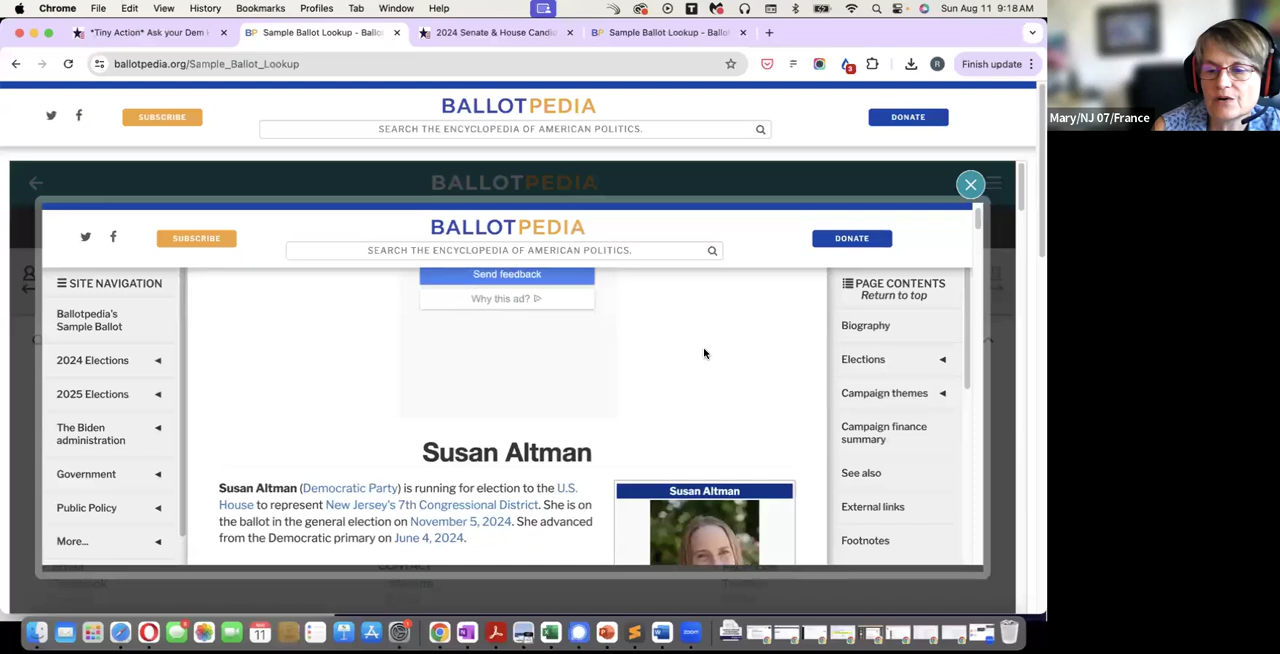 Chrome File Edit View History Bookmarks Profiles Tab Window Help Sun Aug 11 9:18 AM
*Tiny Action* Ask your Dem
Sample Ballot Lookup - Ballo
2024 Senate & House Candi
Sample Ballot Lookup - Ballo
ballotpedia.org/Sample_Ballot_Lookup
3
R
Finish update
SUBSCRIBE
BALLOTPEDIA
SEARCH THE ENCYCLOPEDIA OF AMERICAN POLITICS.
DONATE
Mary/NJ 07/France
BALLOTPEDIA
SUBSCRIBE
BALLOTPEDIA
SEARCH THE ENCYCLOPEDIA OF AMERICAN POLITICS.
DONATE
SITE NAVIGATION
Ballotpedia's
Sample Ballot
2024 Elections
2025 Elections
The Biden
administration
Government
Public Policy
More...
Send feedback
Why this ad?
Susan Altman
Susan Altman (Democratic Party) is running for election to the U.S.
House to represent New Jersey's 7th Congressional District. She is on
the ballot in the general election on November 5, 2024. She advanced
from the Democratic primary on June 4, 2024.
Susan Altman
PAGE CONTENTS
Return to top
Biography
Elections
Campaign themes
Campaign finance
summary
See also
External links
Footnotes
zoom